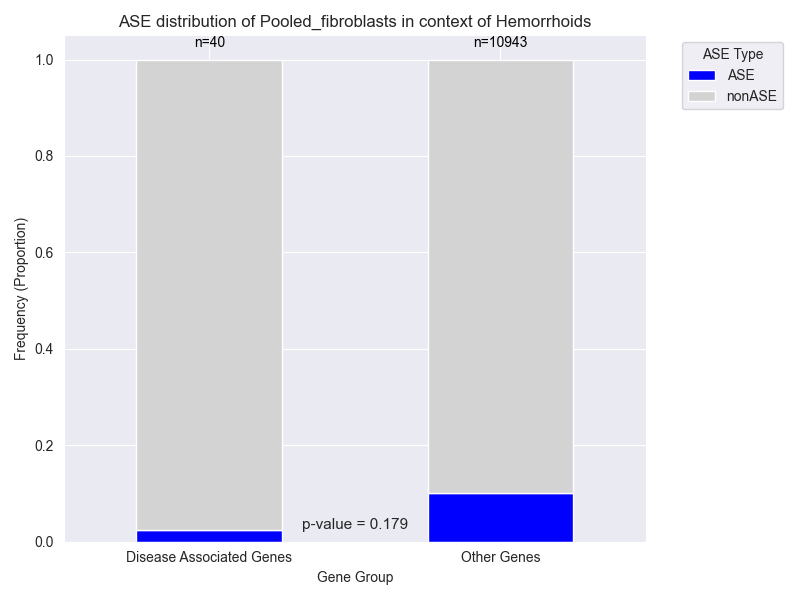 ASE distribution of Pooled_fibroblasts in context of Hemorrhoids
n=40
n=10943
ASE Type
ASE
nonASE
1.0
0.8
0.6
0.4
0.2
0.0
Frequency (Proportion)
p-value = 0.179
Disease Associated Genes
Other Genes
Gene Group